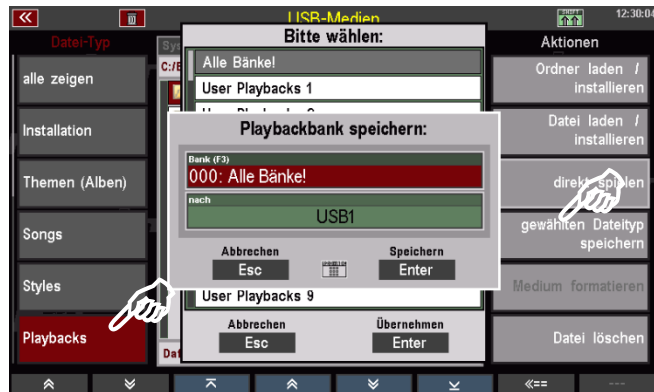 USB-Medien
SHIFT
12:30:04
Datei-Typ
Bitte wählen:
Aktionen
Sys
C:/E
alle zeigen
Alle Bänke!
Ordner laden /
installieren
User Playbacks 1
Installation
Datei laden /
installieren
Playbackbank speichern:
Themen (Alben)
Bank (F3)
000: Alle Bänke!
direkt spielen
nach
USB1
Songs
gewählten Dateityp
speichern
Abbrechen
Speichern
Esc
Enter
Styles
User Playbacks 9
Medium formatieren
Playbacks
Abbrechen
Übernehmen
Esc
Enter
Datei löschen
Dat
«==
---